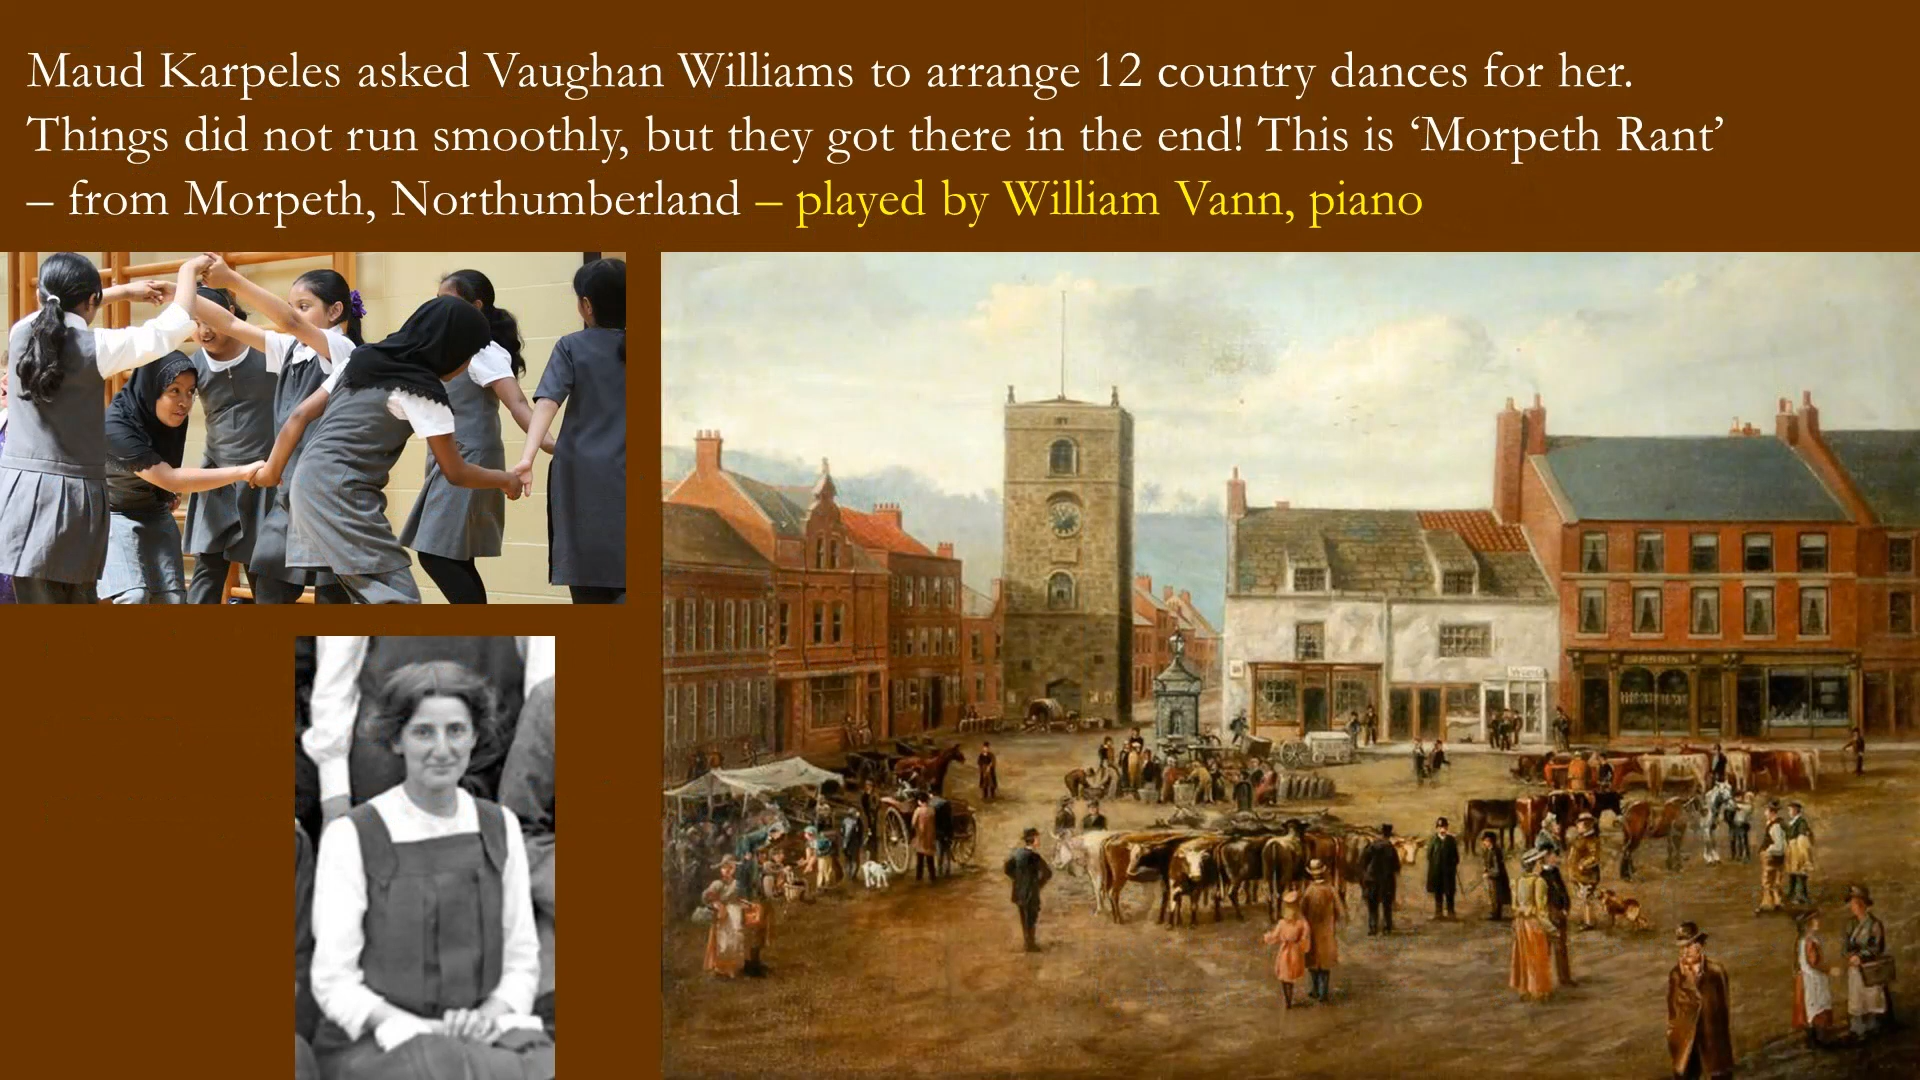 Maud Karpeles asked Vaughan Williams to arrange 12 country dances for her.
Things did not run smoothly, but they got there in the end! This is ‘Morpeth Rant’
– from Morpeth, Northumberland – played by William Vann, piano